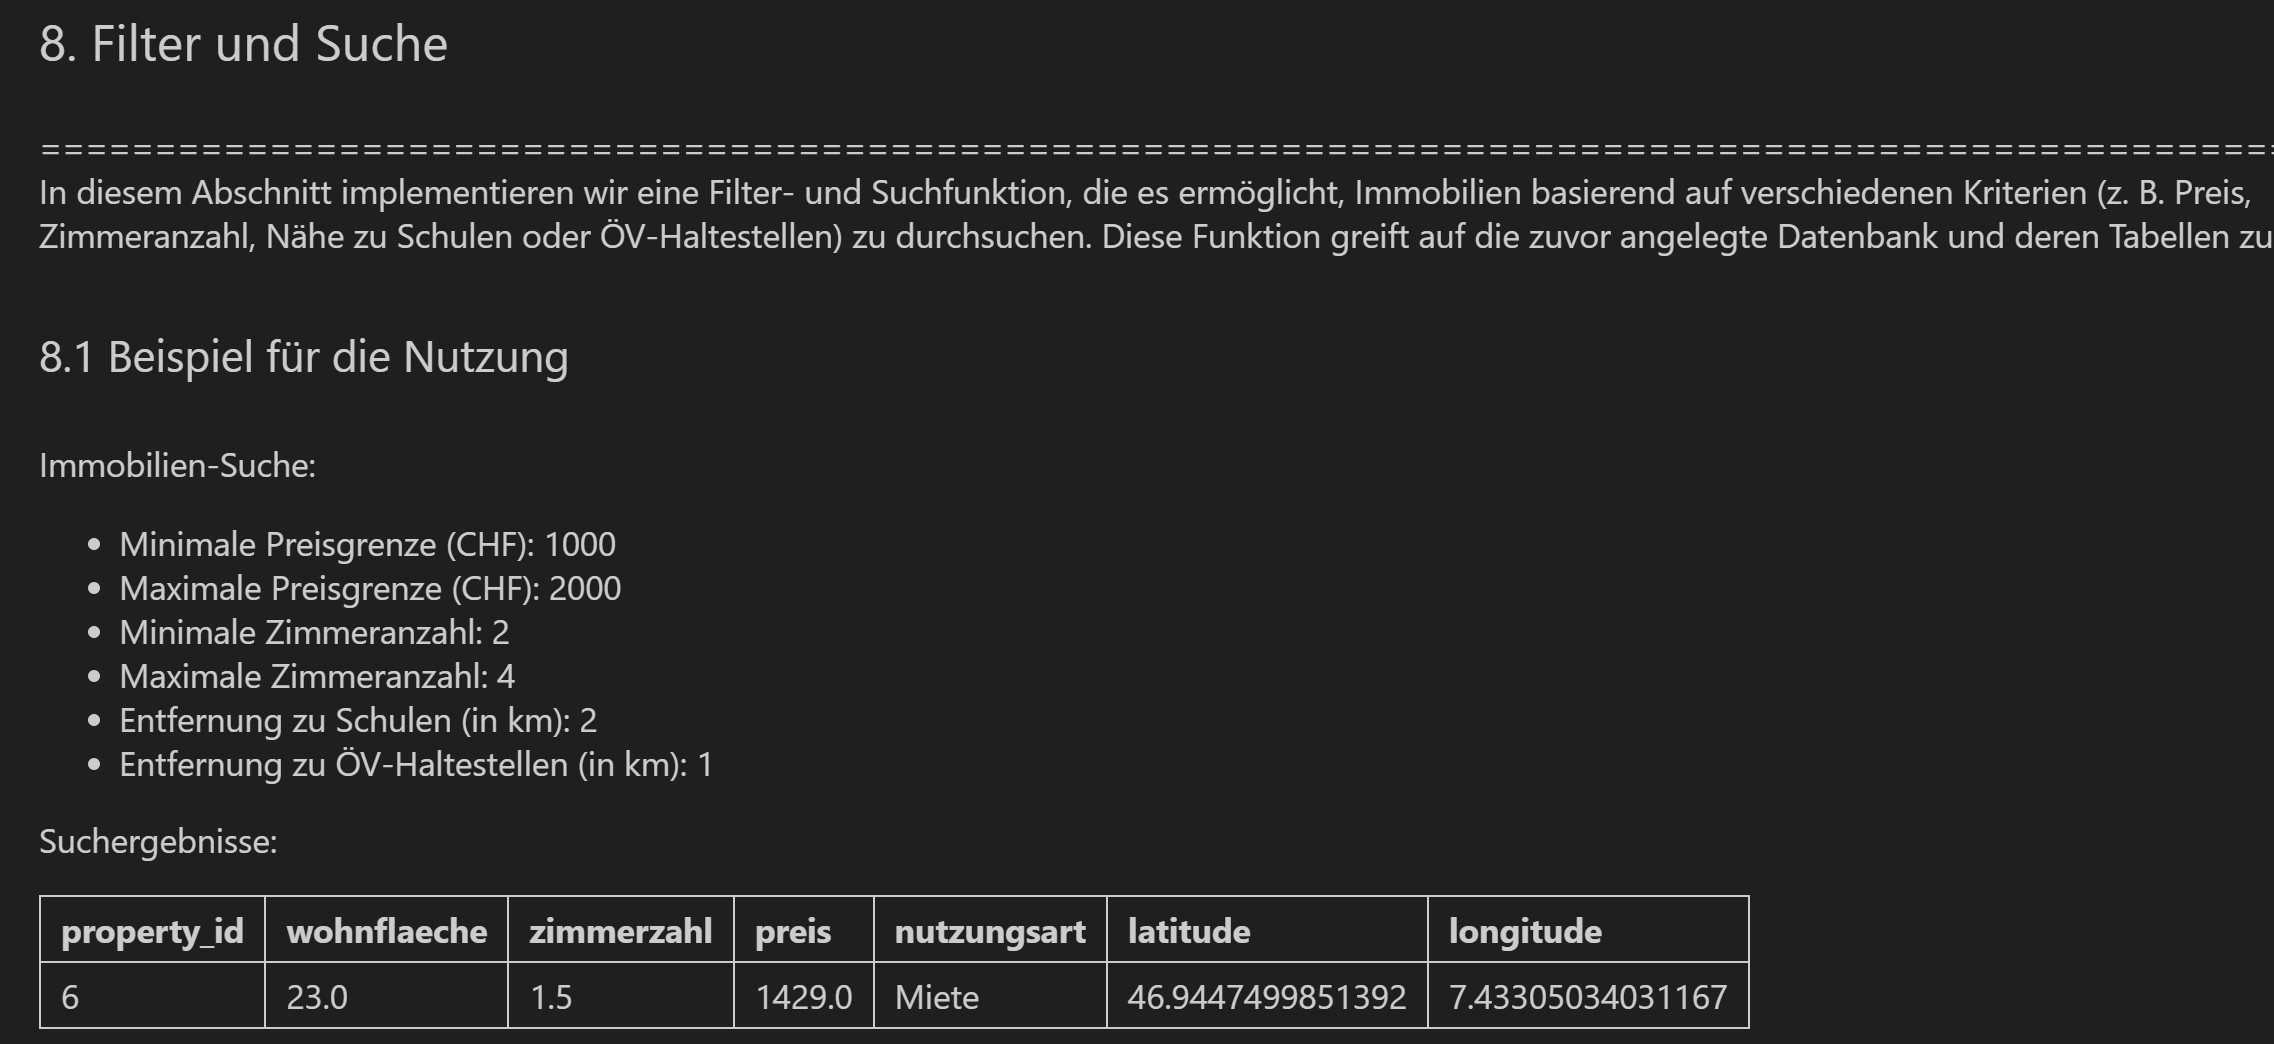 8. Filter und Suche
====================================================================================================
In diesem Abschnitt implementieren wir eine Filter- und Suchfunktion, die es ermöglicht, Immobilien basierend auf verschiedenen Kriterien (z. B. Preis,
Zimmeranzahl, Nähe zu Schulen oder ÖV-Haltestellen) zu durchsuchen. Diese Funktion greift auf die zuvor angelegte Datenbank und deren Tabellen zu
8.1 Beispiel für die Nutzung
Immobilien-Suche:
• Minimale Preisgrenze (CHF): 1000
• Maximale Preisgrenze (CHF): 2000
• Minimale Zimmeranzahl: 2
• Maximale Zimmeranzahl: 4
• Entfernung zu Schulen (in km): 2
• Entfernung zu ÖV-Haltestellen (in km): 1
Suchergebnisse:
property_id wohnflaeche zimmerzahl preis nutzungsart latitude longitude
6 23.0 1.5 1429.0 Miete 46.9447499851392 7.43305034031167